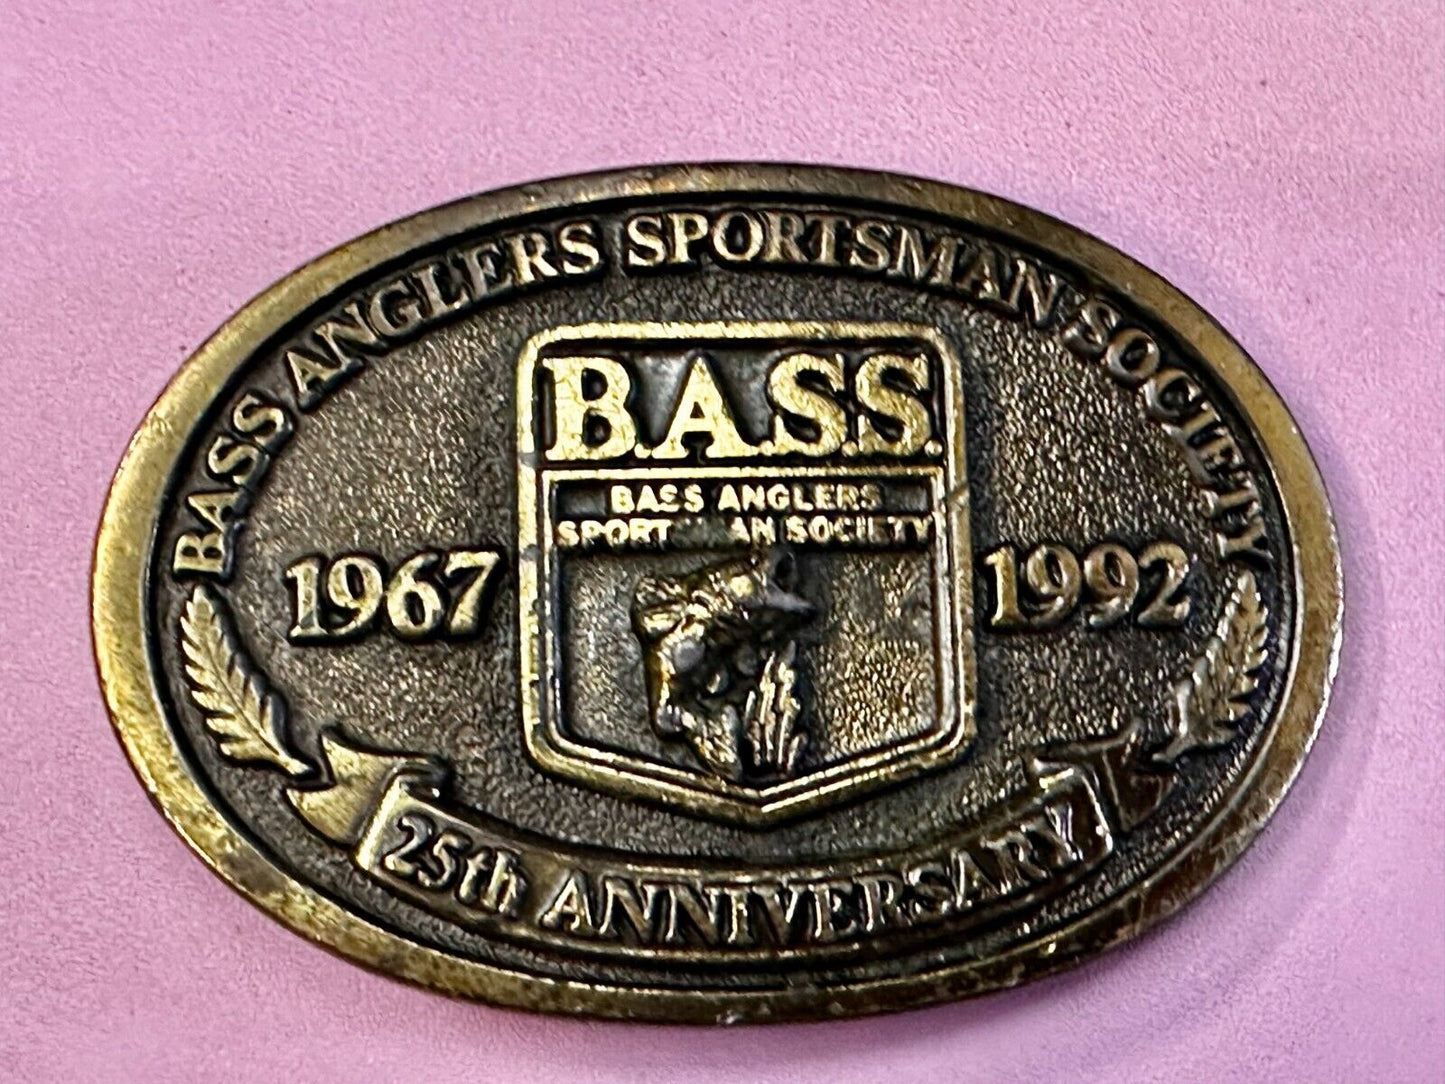 BASS ANGLERS SPORTSMAN SOCIETY
B.A.S.S.
BASS ANGLERS
SPORTSMAN SOCIETY
1967
1992
25th ANNIVERSARY